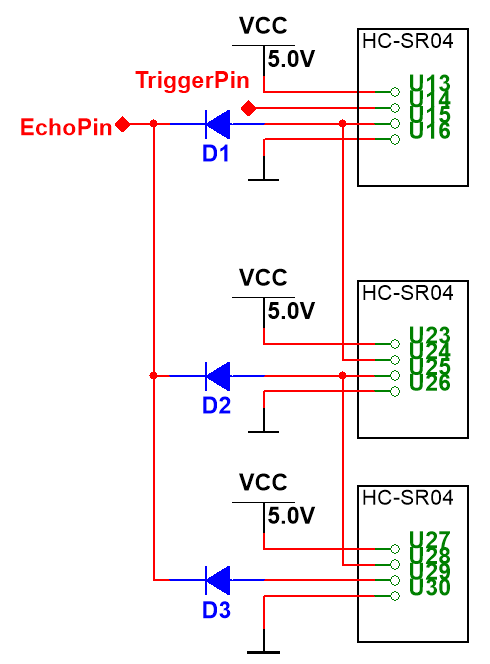 VCC
5.0V
HC-SR04
TriggerPin
U13
U14
U15
U16
EchoPin
D1
VCC
5.0V
HC-SR04
U23
U24
U25
U26
D2
VCC
5.0V
HC-SR04
U27
U28
U29
U30
D3